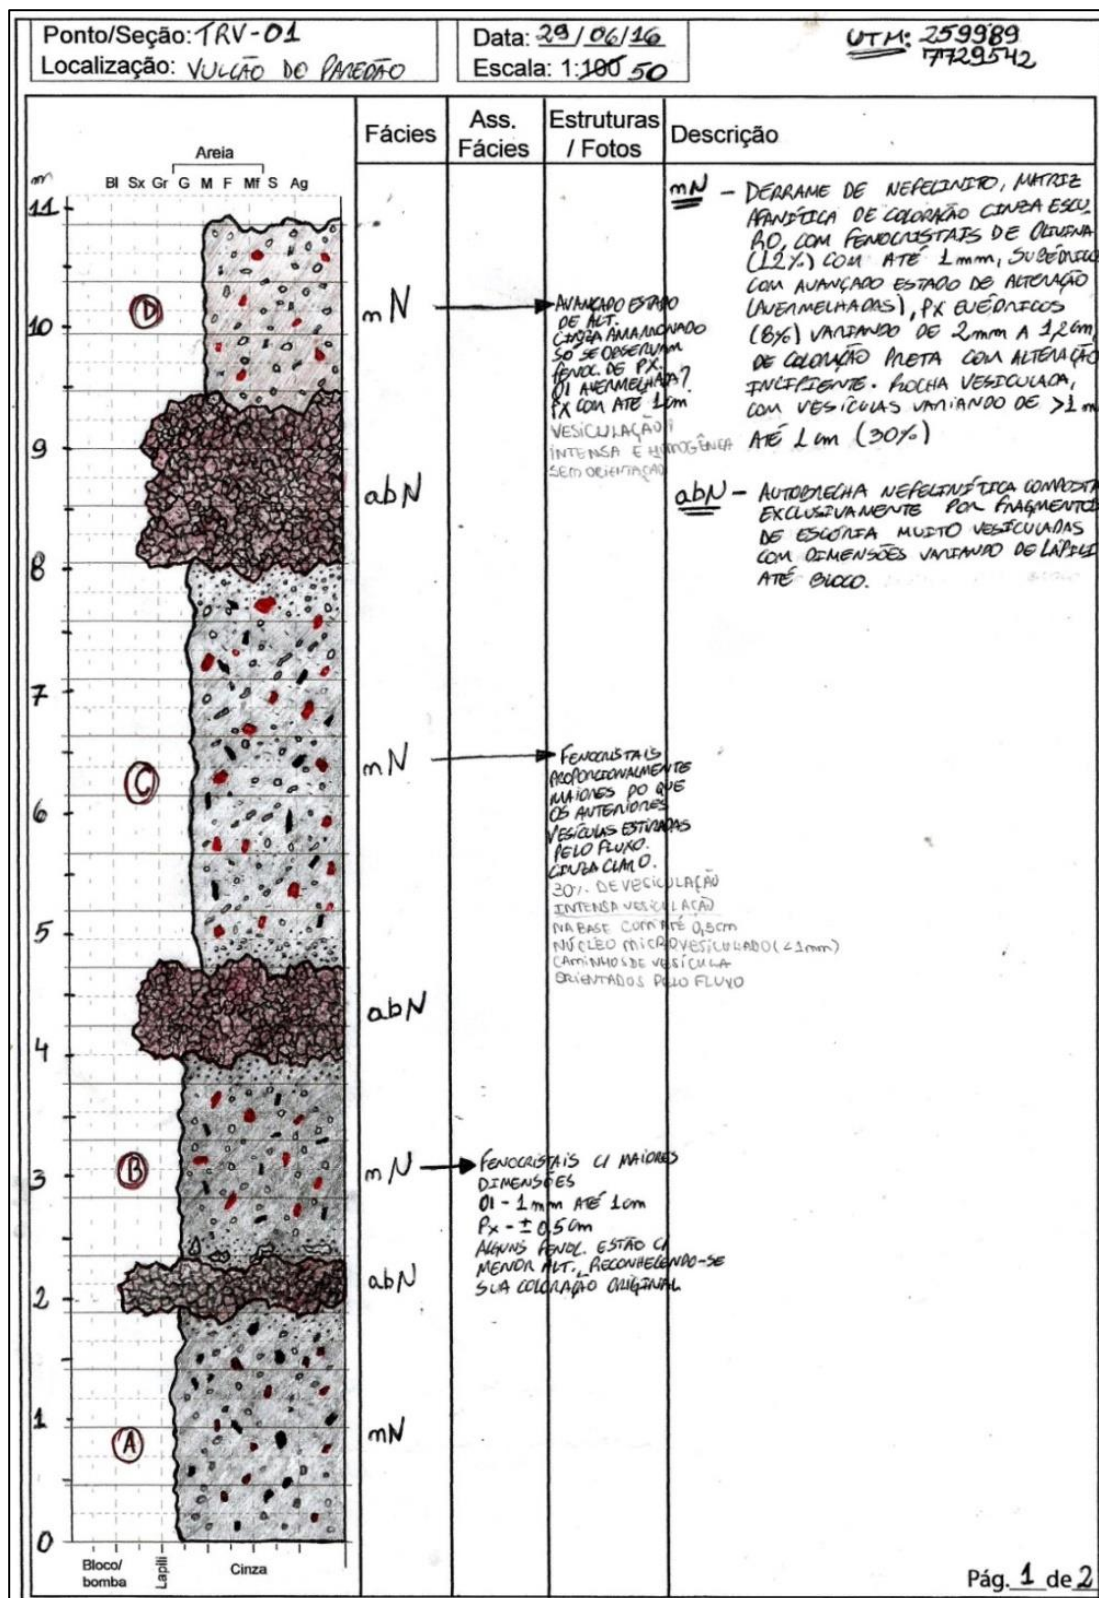 Ponto/Seção: TRV-01
Localização: VULCÃO DO PAREDÃO
Data: 29/06/16
Escala: 1:100 50
UTM: 259989
7729542
Fácies
Ass.
Fácies
Estruturas
/ Fotos
Descrição
Areia
m
Bl Sx Gr G M F Mf S Ag
11
10
9
8
7
6
5
4
3
2
1
0
D
C
B
A
mN
abN
mN
abN
mN
abN
mN
AVANÇADO ESTADO
DE ALT.
CINZA AMARRONADO
SÓ SE OBSERVAM
FENOC. DE PX.
Ol AVERMELHADA?
PX COM ATÉ 1cm
VESICULAÇÃO
INTENSA E HOMOGÊNEA
SEM ORIENTAÇÃO
FENOCRISTAIS
PROPORCIONALMENTE
MAIORES DO QUE
OS ANTERIORES
VESÍCULAS ESTIRADAS
PELO FLUXO.
CINZA CLARO.
30% DE VESICULAÇÃO
INTENSA VESICULAÇÃO
NA BASE COM ATÉ 0,5cm
NÚCLEO MICROVESICULADO (<1mm)
CAMINHOS DE VESÍCULA
ORIENTADOS PELO FLUXO
FENOCRISTAIS C/ MAIORES
DIMENSÕES
Ol - 1mm ATÉ 1cm
Px - ± 0,5cm
ALGUNS FENOC. ESTÃO C/
MENOR ALT., RECONHECENDO-SE
SUA COLORAÇÃO ORIGINAL
mN - DERRAME DE NEFELINITO, MATRIZ
AFANÍTICA DE COLORAÇÃO CINZA ESCU-
RO, COM FENOCRISTAIS DE OLIVINA
(12%) COM ATÉ 1mm, SUBÉDRICOS
COM AVANÇADO ESTADO DE ALTERAÇÃO
(AVERMELHADAS), PX EUÉDRICOS
(8%) VARIANDO DE 2mm A 1,2cm,
DE COLORAÇÃO PRETA COM ALTERAÇÃO
INCIPIENTE. ROCHA VESICULADA,
COM VESÍCULAS VARIANDO DE >1m
ATÉ 1cm (30%)
abN - AUTOBRECHA NEFELINÍTICA COMPOSTA
EXCLUSIVAMENTE POR FRAGMENTOS
DE ESCÓRIA MUITO VESICULADAS
COM DIMENSÕES VARIANDO DE LAPILI
ATÉ BLOCO.
Bloco/
bomba
Lapili
Cinza
Pág. 1 de 2